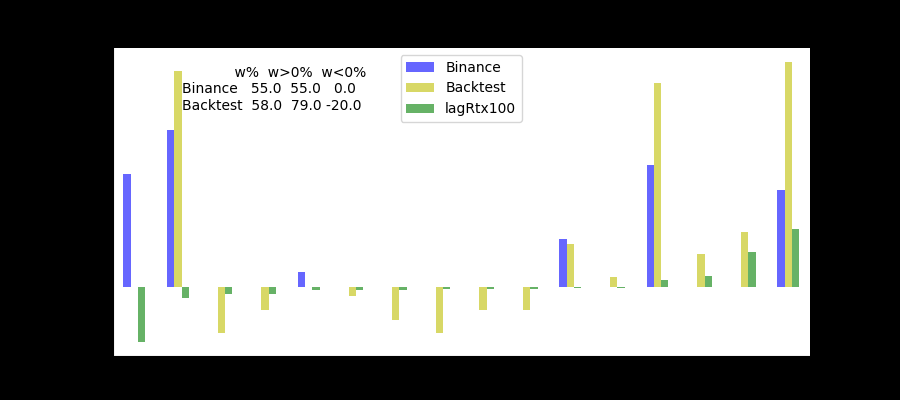 w%  w>0%  w<0%
Binance   55.0  55.0   0.0
Backtest  58.0  79.0 -20.0
Binance
Backtest
lagRtx100